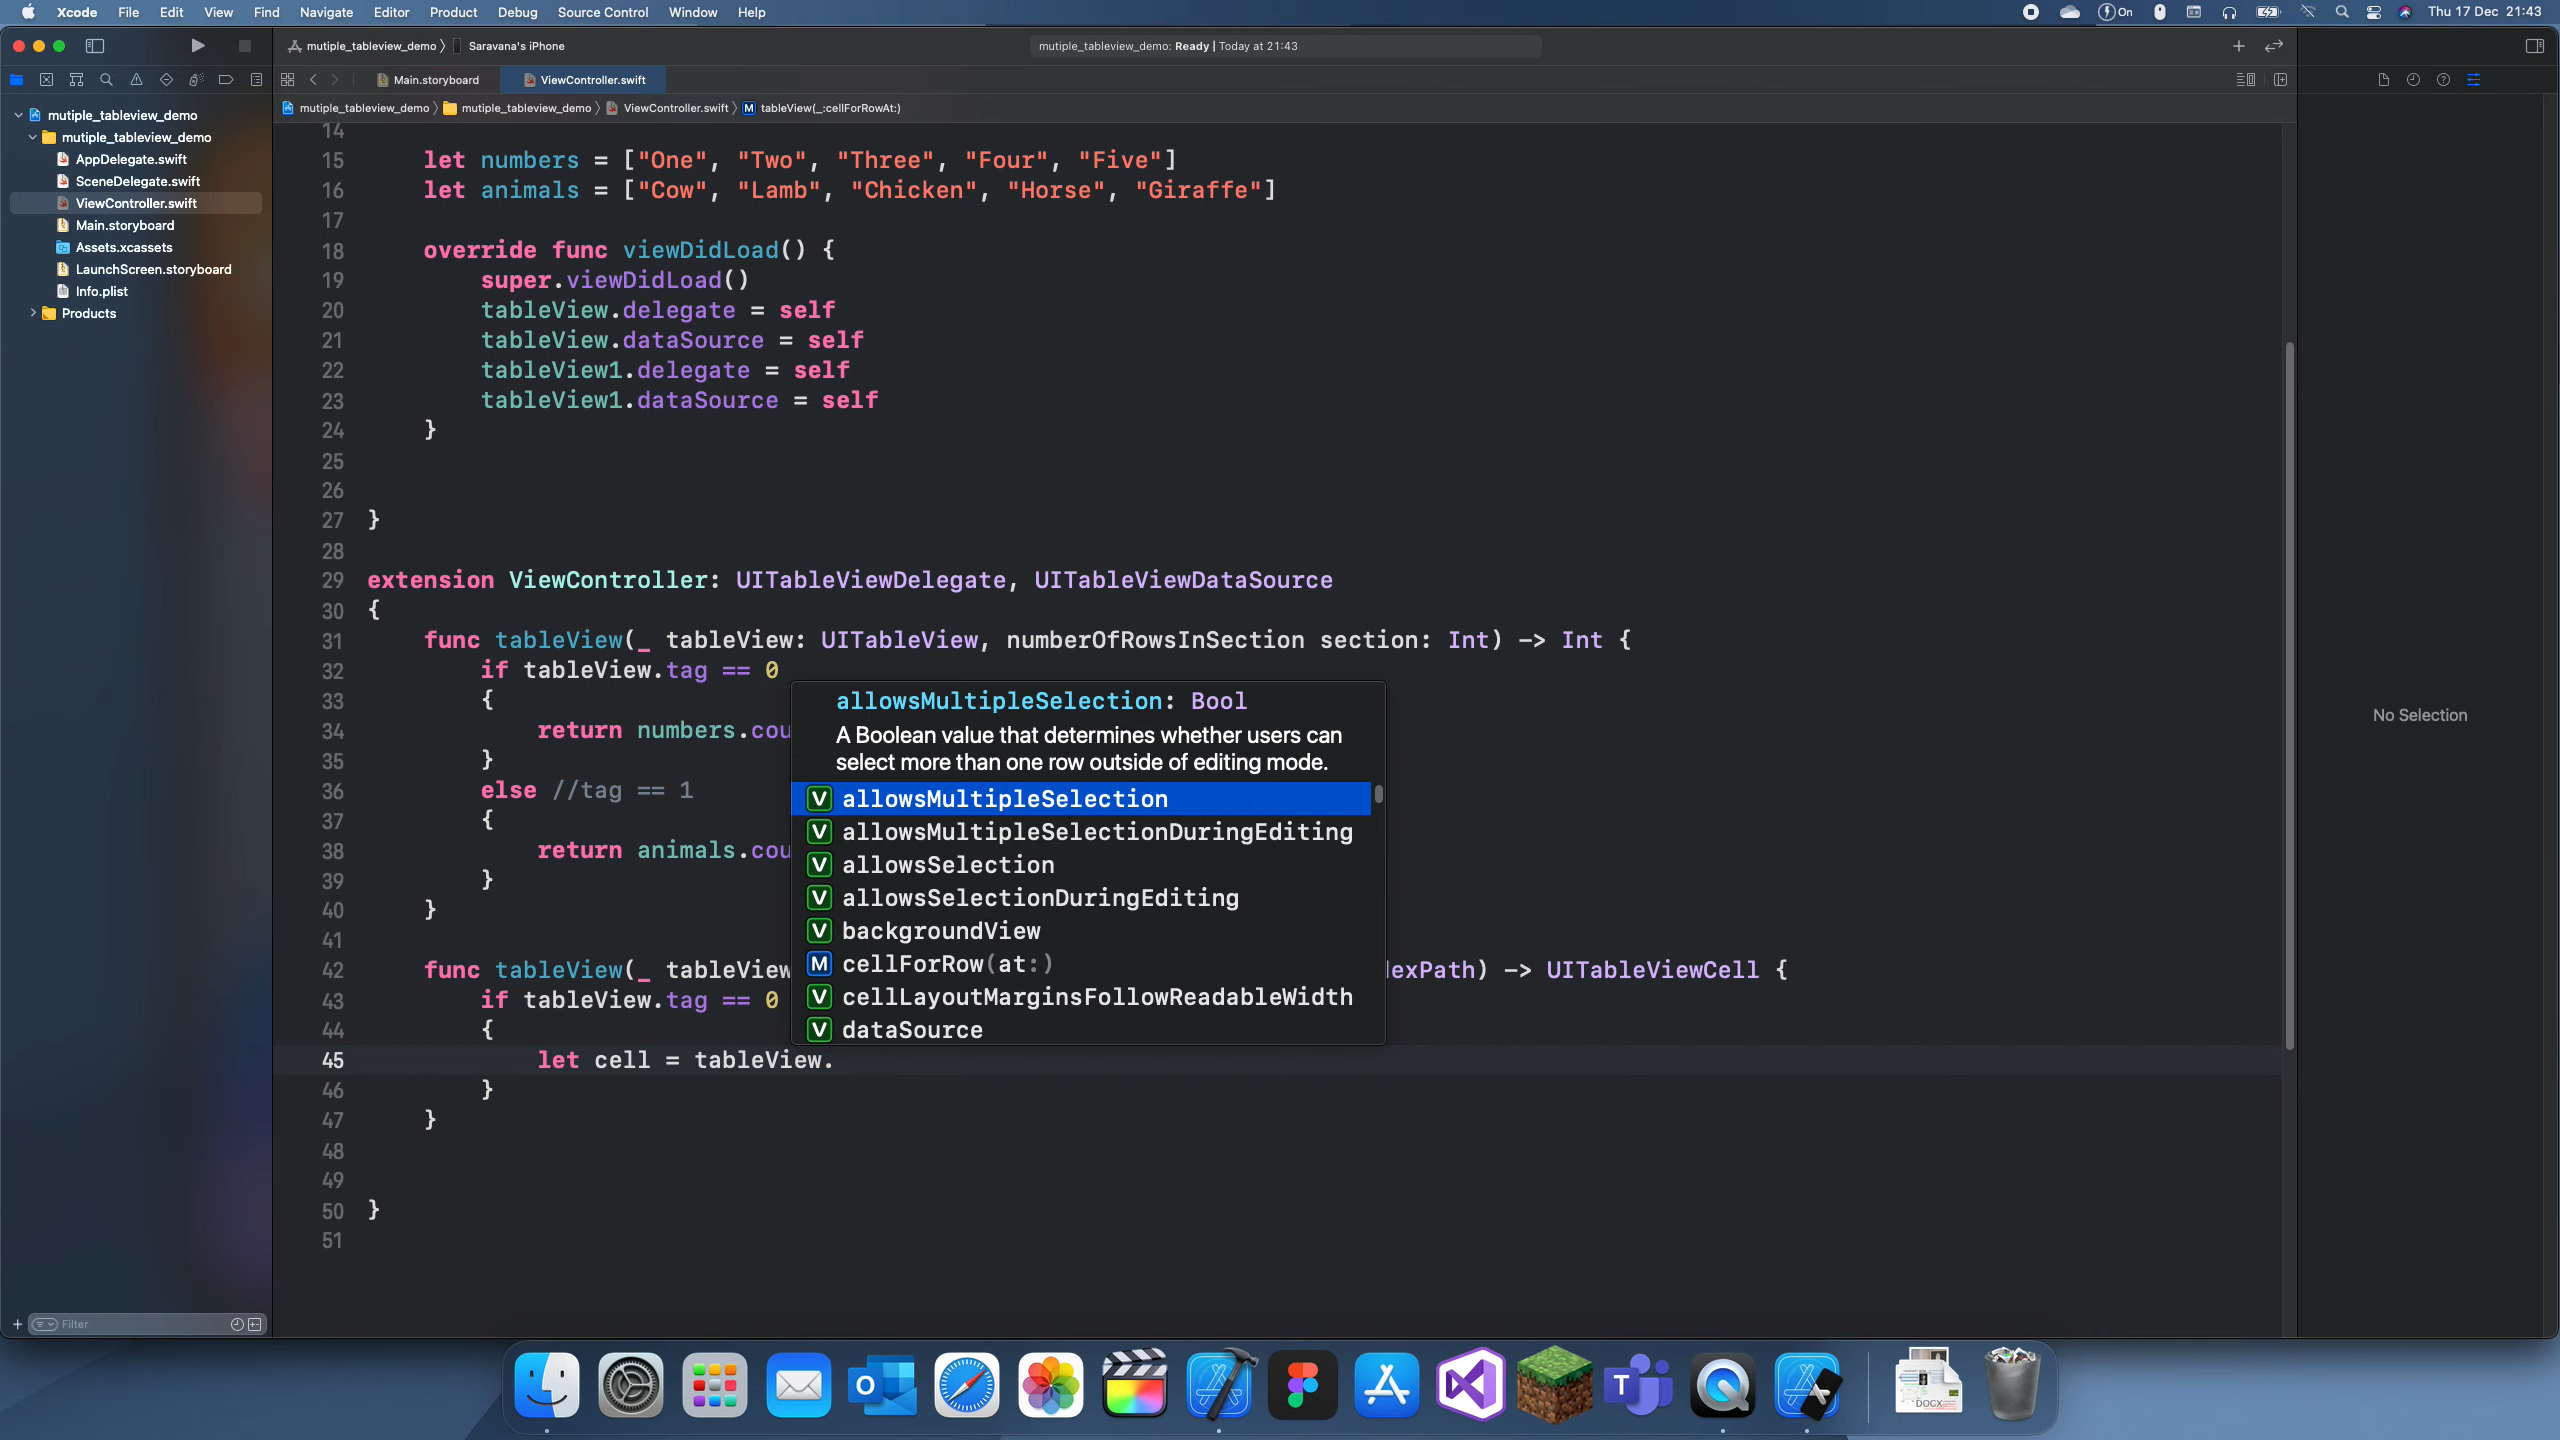 Xcode File Edit View Find Navigate Editor Product Debug Source Control Window Help On Thu 17 Dec 21:43
mutiple_tableview_demo Saravana's iPhone mutiple_tableview_demo: Ready | Today at 21:43
Main.storyboard ViewController.swift
mutiple_tableview_demo mutiple_tableview_demo ViewController.swift M tableView(_:cellForRowAt:)
mutiple_tableview_demo
mutiple_tableview_demo
AppDelegate.swift
SceneDelegate.swift
ViewController.swift
Main.storyboard
Assets.xcassets
LaunchScreen.storyboard
Info.plist
Products
Filter
14
15 let numbers = ["One", "Two", "Three", "Four", "Five"]
16 let animals = ["Cow", "Lamb", "Chicken", "Horse", "Giraffe"]
17
18 override func viewDidLoad() {
19 super.viewDidLoad()
20 tableView.delegate = self
21 tableView.dataSource = self
22 tableView1.delegate = self
23 tableView1.dataSource = self
24 }
25
26
27 }
28
29 extension ViewController: UITableViewDelegate, UITableViewDataSource
30 {
31 func tableView(_ tableView: UITableView, numberOfRowsInSection section: Int) -> Int {
32 if tableView.tag == 0
33 {
34 return numbers.cou
35 }
36 else //tag == 1
37 {
38 return animals.cou
39 }
40 }
41
42 func tableView(_ tableView lexPath) -> UITableViewCell {
43 if tableView.tag == 0
44 {
45 let cell = tableView.
46 }
47 }
48
49
50 }
51
allowsMultipleSelection: Bool
A Boolean value that determines whether users can
select more than one row outside of editing mode.
V allowsMultipleSelection
V allowsMultipleSelectionDuringEditing
V allowsSelection
V allowsSelectionDuringEditing
V backgroundView
M cellForRow(at:)
V cellLayoutMarginsFollowReadableWidth
V dataSource
No Selection
DOCX